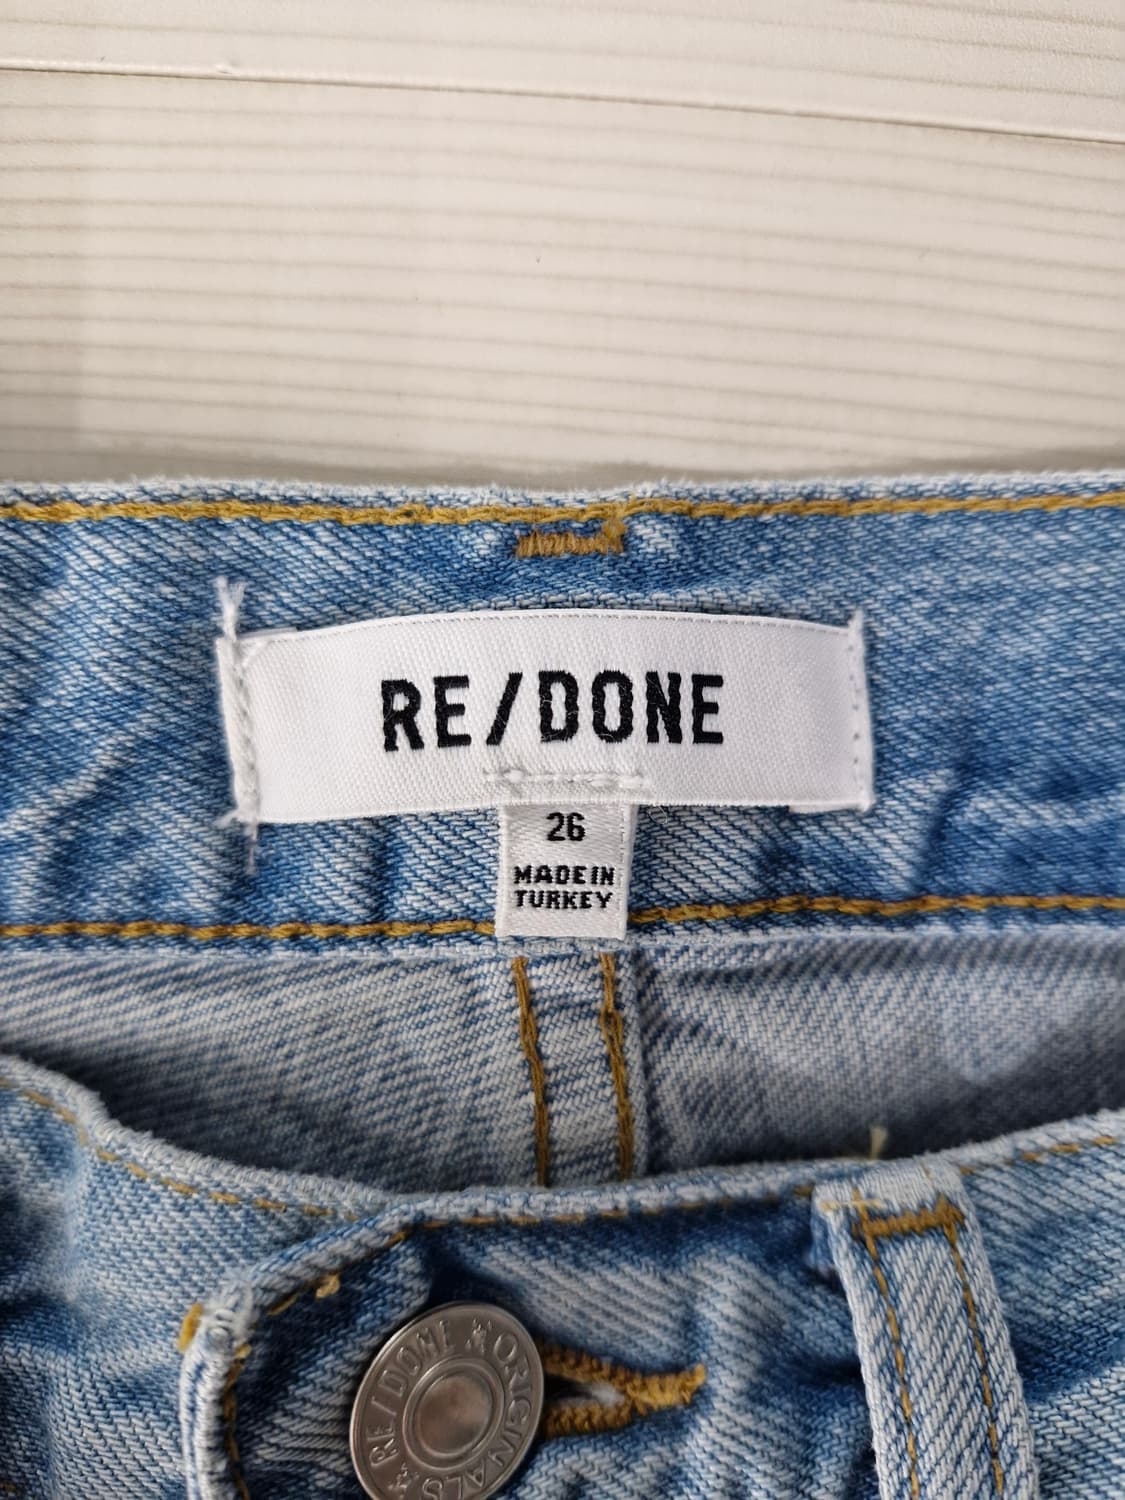 RE/DONE
26
MADE IN
TURKEY
RE/DONE ORIGINALS